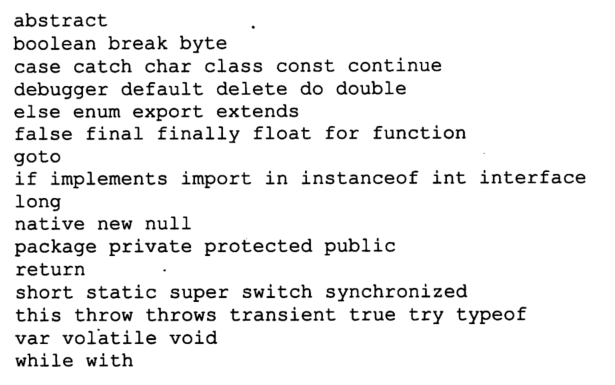 abstract
boolean break byte
case catch char class const continue
debugger default delete do double
else enum export extends
false final finally float for function
goto
if implements import in instanceof int interface
long
native new null
package private protected public
return
short static super switch synchronized
this throw throws transient true try typeof
var volatile void
while with